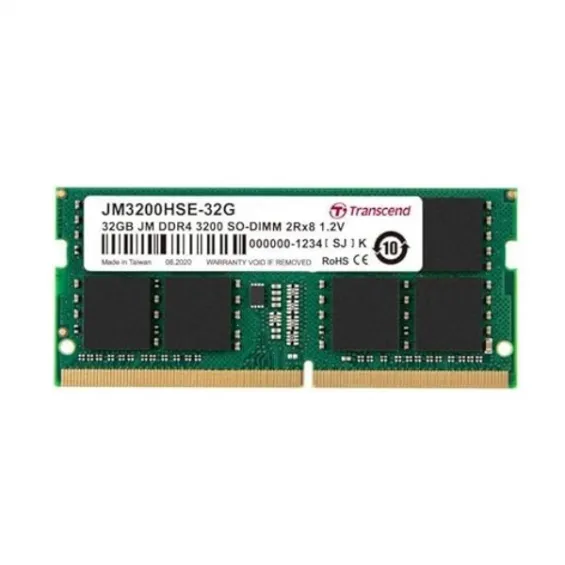 JM3200HSE-32G
Transcend
32GB JM DDR4 3200 SO-DIMM 2Rx8 1.2V
000000-1234 [ SJ ] K
10
Made in Taiwan 08.2020 WARRANTY VOID IF REMOVED RoHS CE